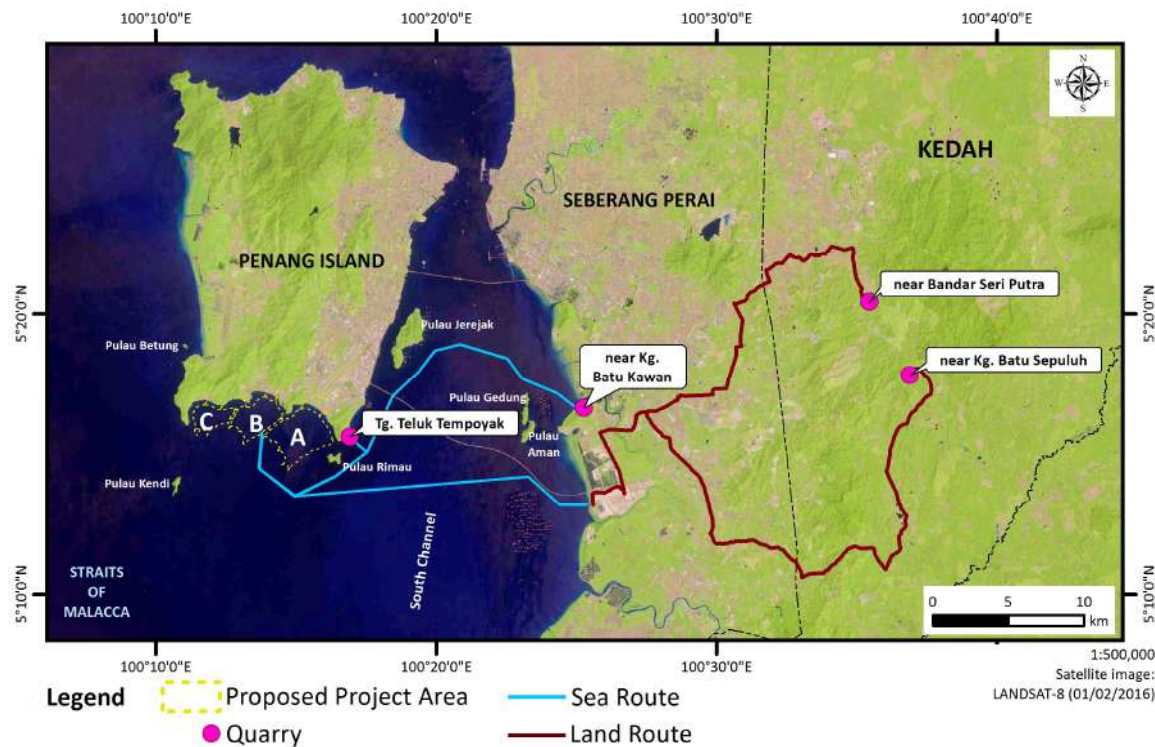 100°10'0"E
100°20'0"E
100°30'0"E
100°40'0"E
N
W
E
S
KEDAH
SEBERANG PERAI
PENANG ISLAND
near Bandar Seri Putra
5°20'0"N
5°20'0"N
Pulau Jerejak
Pulau Betung
near Kg.
Batu Kawan
near Kg. Batu Sepuluh
Pulau Gedung
C
B
A
Tg. Teluk Tempoyak
Pulau
Aman
Pulau Rimau
Pulau Kendi
South Channel
STRAITS
OF
MALACCA
5°10'0"N
5°10'0"N
0
5
10
km
100°10'0"E
100°20'0"E
100°30'0"E
100°40'0"E
1:500,000
Satellite image:
LANDSAT-8 (01/02/2016)
Legend
Proposed Project Area
Sea Route
Quarry
Land Route